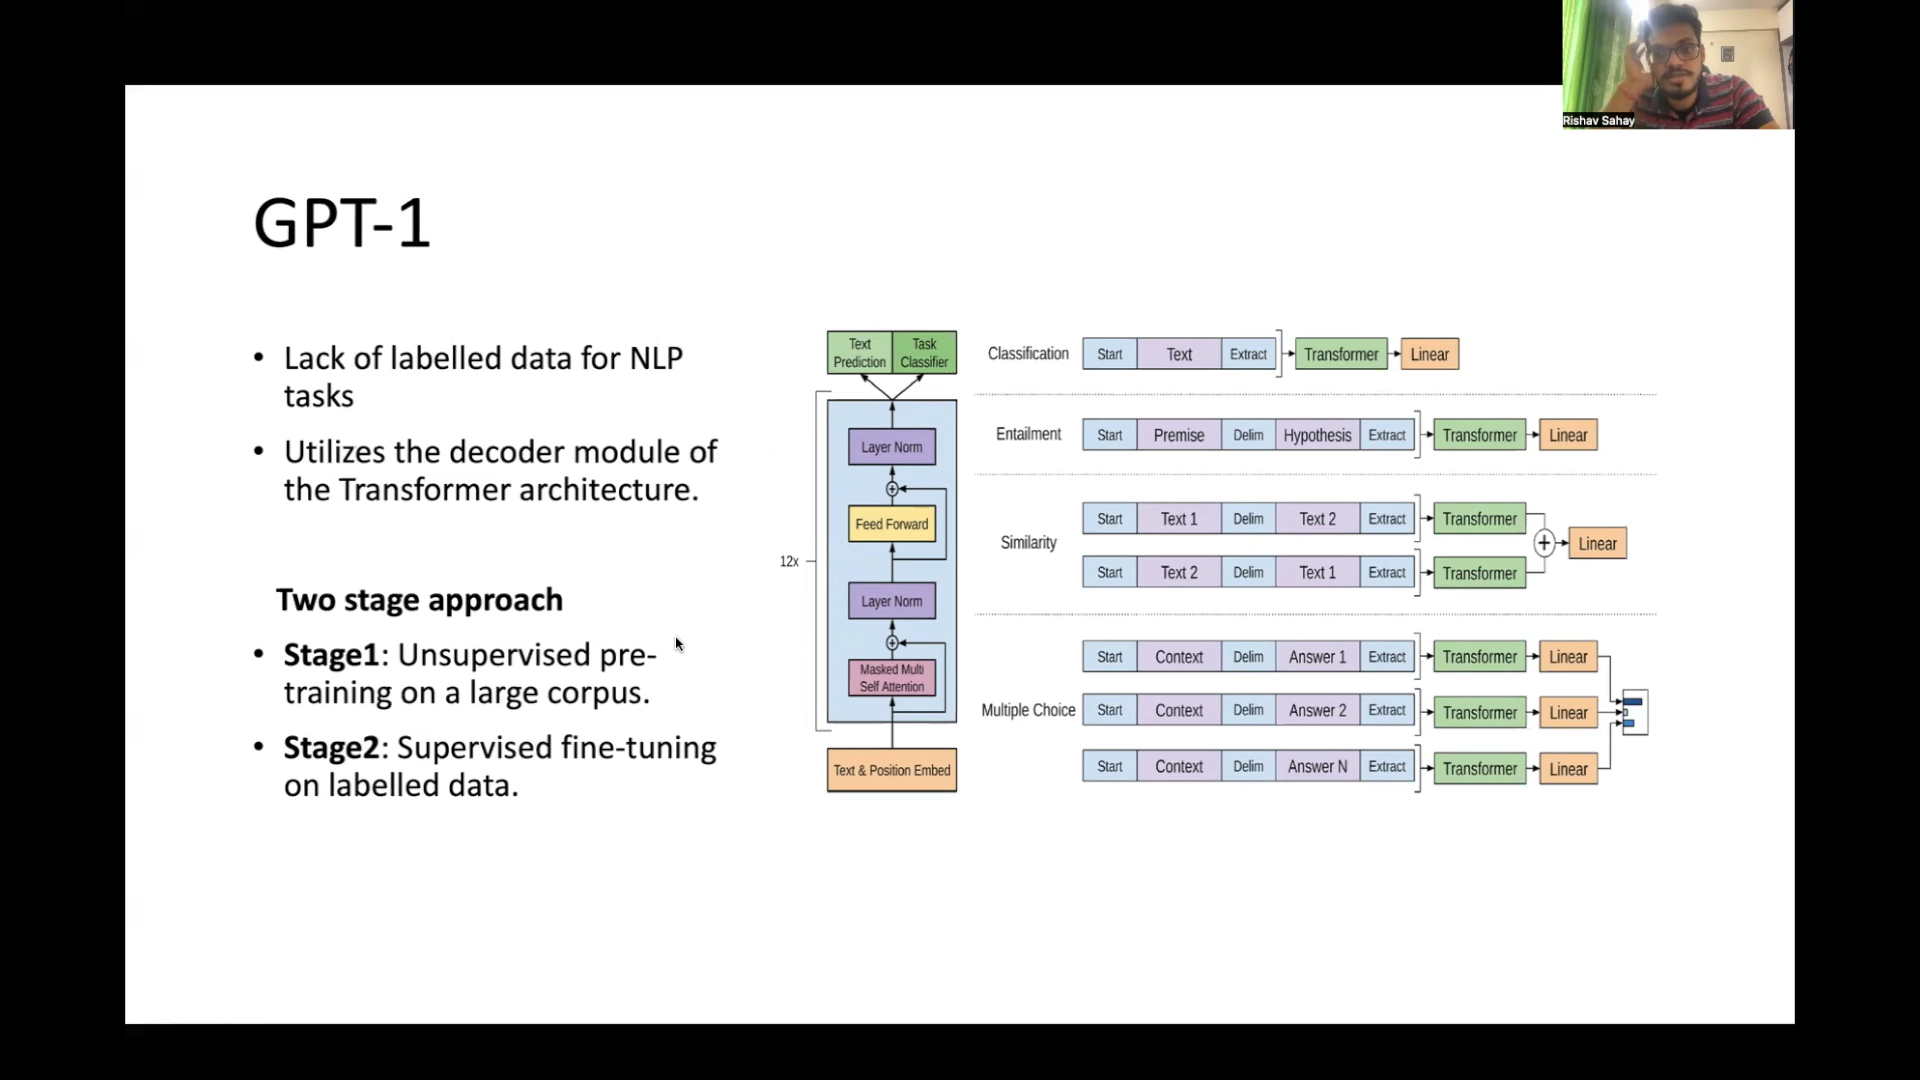 Rishav Sahay
GPT-1
• Lack of labelled data for NLP
tasks
• Utilizes the decoder module of
the Transformer architecture.
Two stage approach
• Stage1: Unsupervised pre-
training on a large corpus.
• Stage2: Supervised fine-tuning
on labelled data.
Text Prediction
Task Classifier
Layer Norm
Feed Forward
12x
Layer Norm
Masked Multi
Self Attention
Text & Position Embed
Classification Start Text Extract Transformer Linear
Entailment Start Premise Delim Hypothesis Extract Transformer Linear
Start Text 1 Delim Text 2 Extract Transformer
Similarity + Linear
Start Text 2 Delim Text 1 Extract Transformer
Start Context Delim Answer 1 Extract Transformer Linear
Multiple Choice Start Context Delim Answer 2 Extract Transformer Linear
Start Context Delim Answer N Extract Transformer Linear